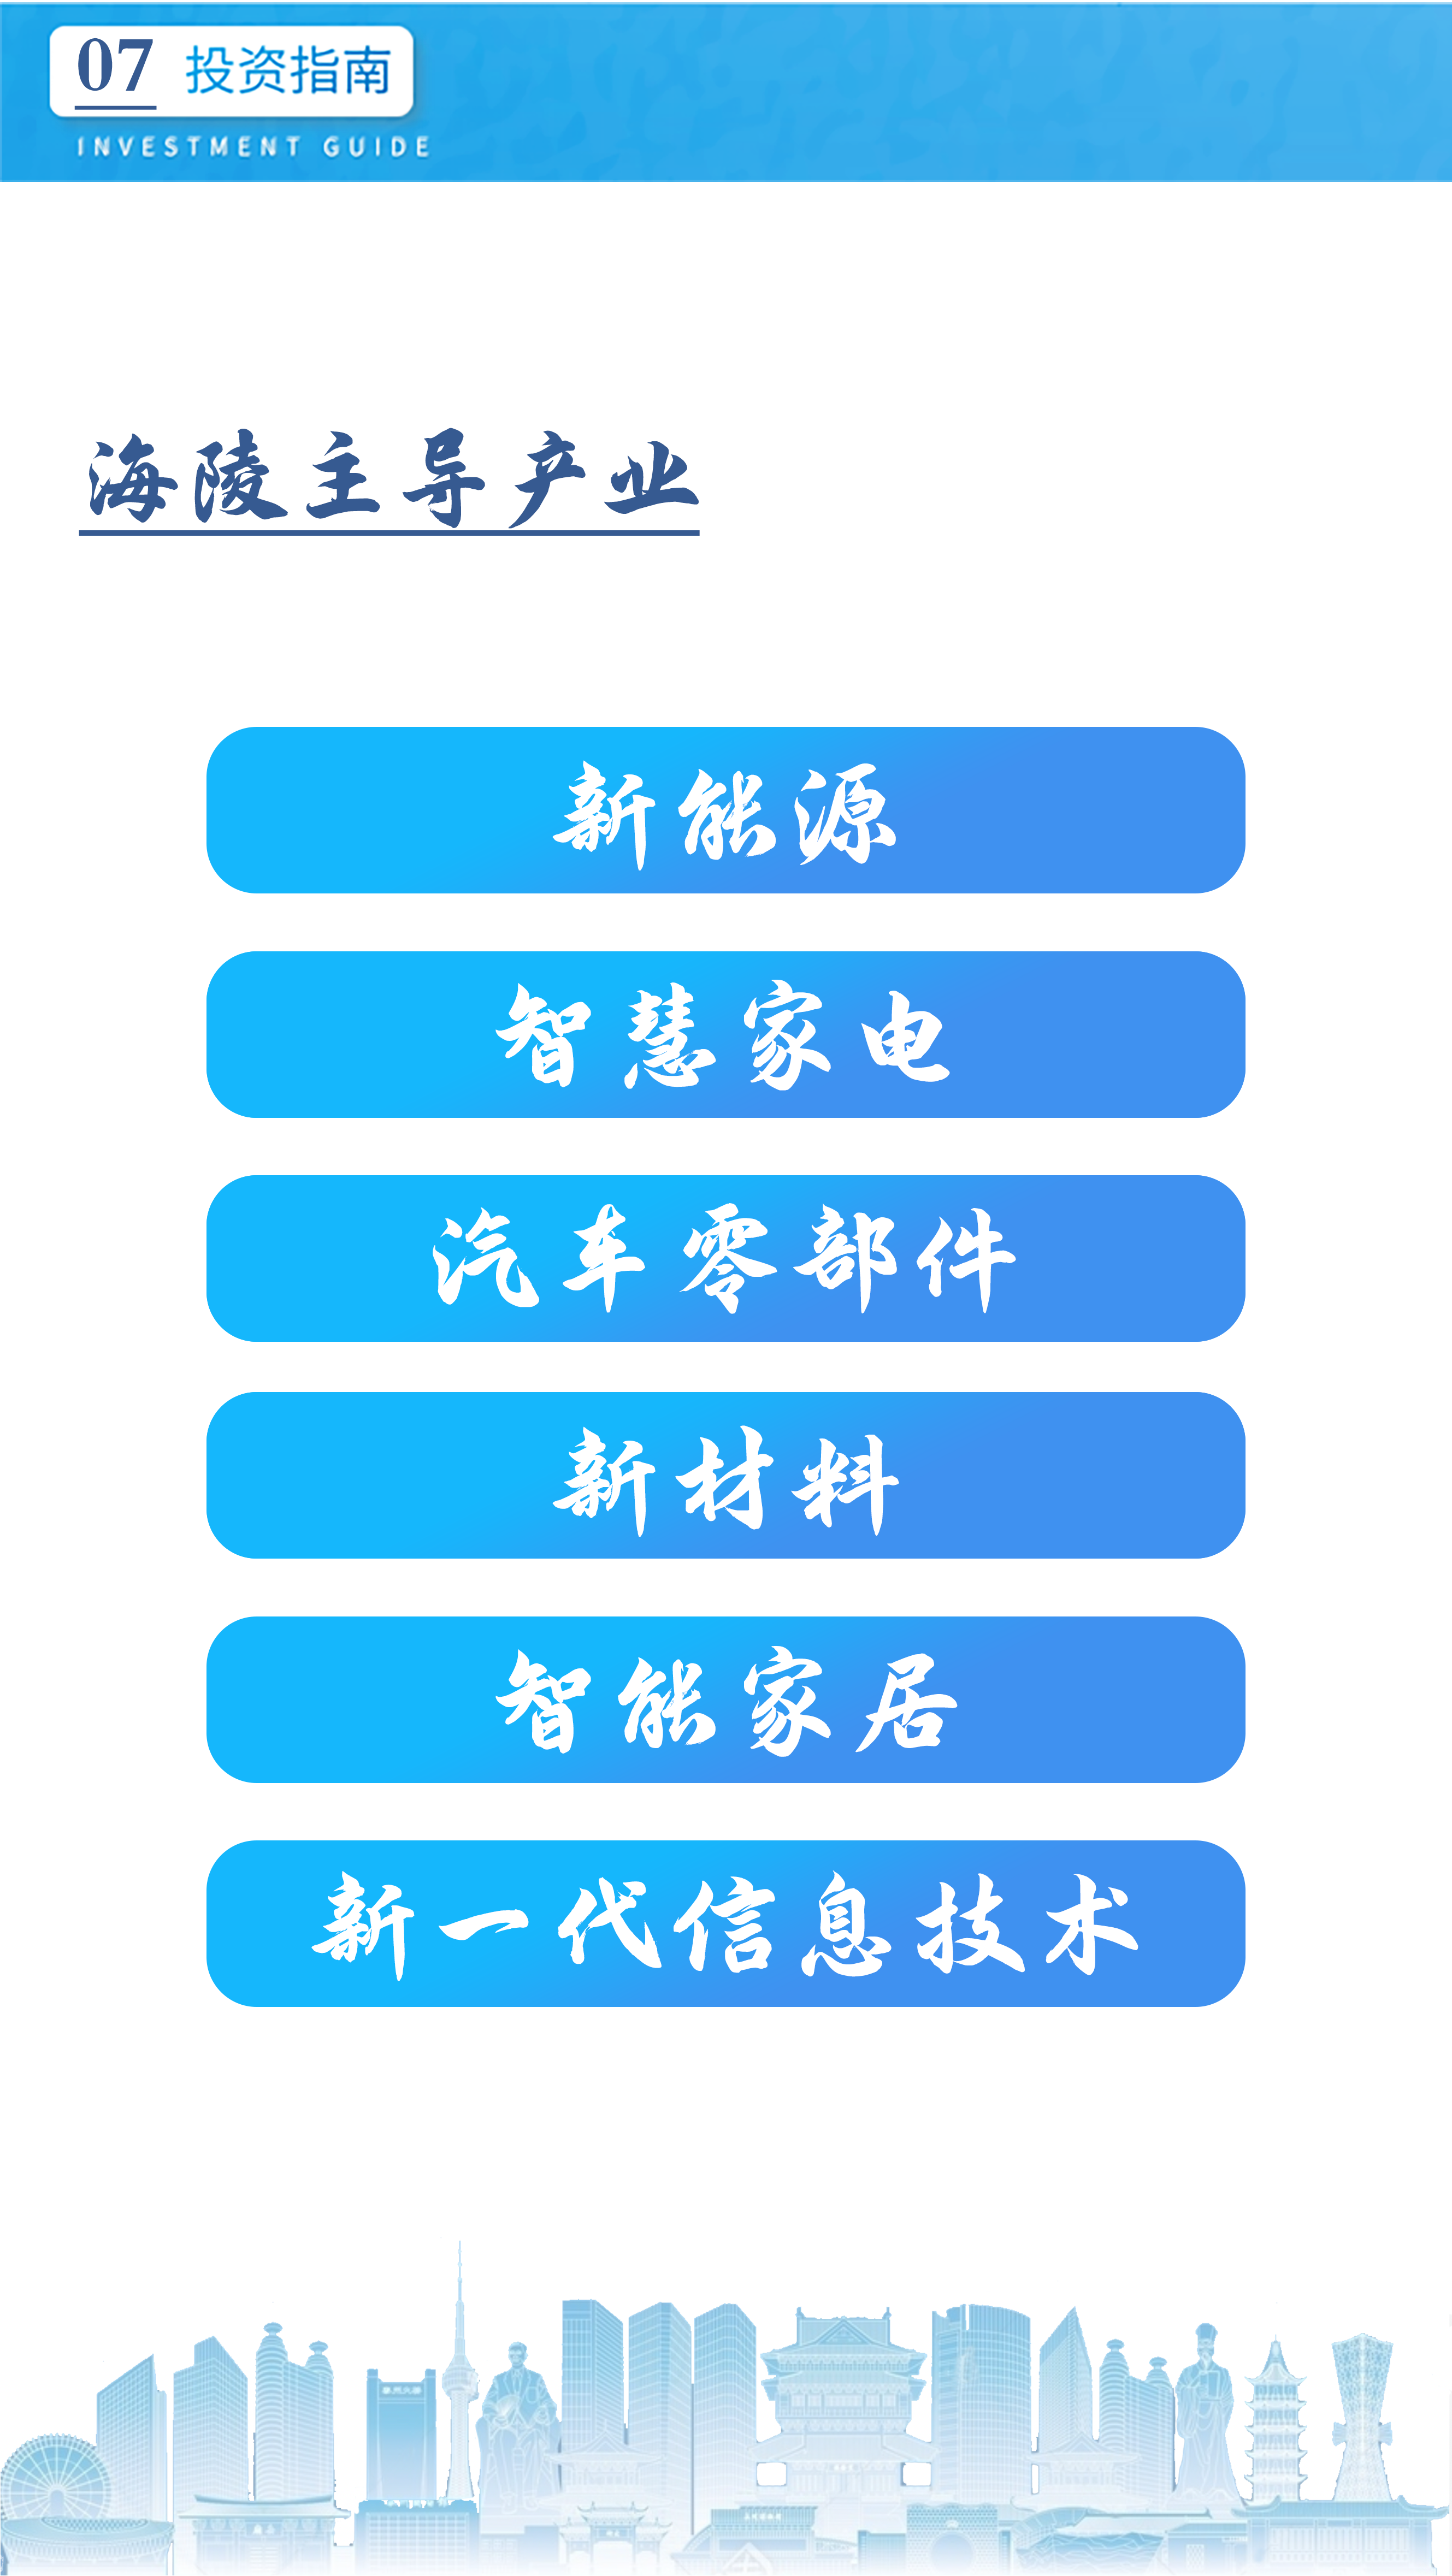 07 投资指南
INVESTMENT GUIDE
海陵主导产业
新能源
智慧家电
汽车零部件
新材料
智能家居
新一代信息技术